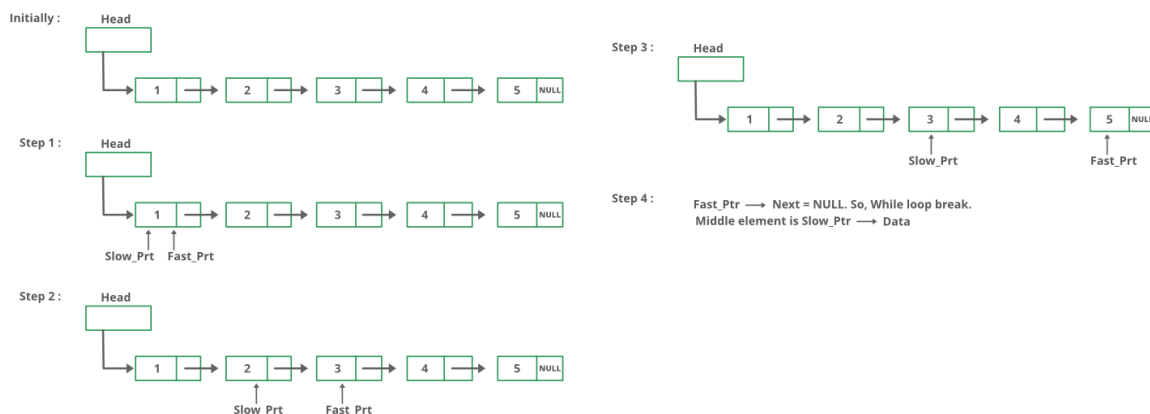 Initially :
Head
1 2 3 4 5 NULL
Step 1 :
Head
1 2 3 4 5 NULL
Slow_Prt Fast_Prt
Step 2 :
Head
1 2 3 4 5 NULL
Slow_Prt Fast_Prt
Step 3 :
Head
1 2 3 4 5 NULL
Slow_Prt Fast_Prt
Step 4 :
Fast_Ptr → Next = NULL. So, While loop break.
Middle element is Slow_Ptr → Data